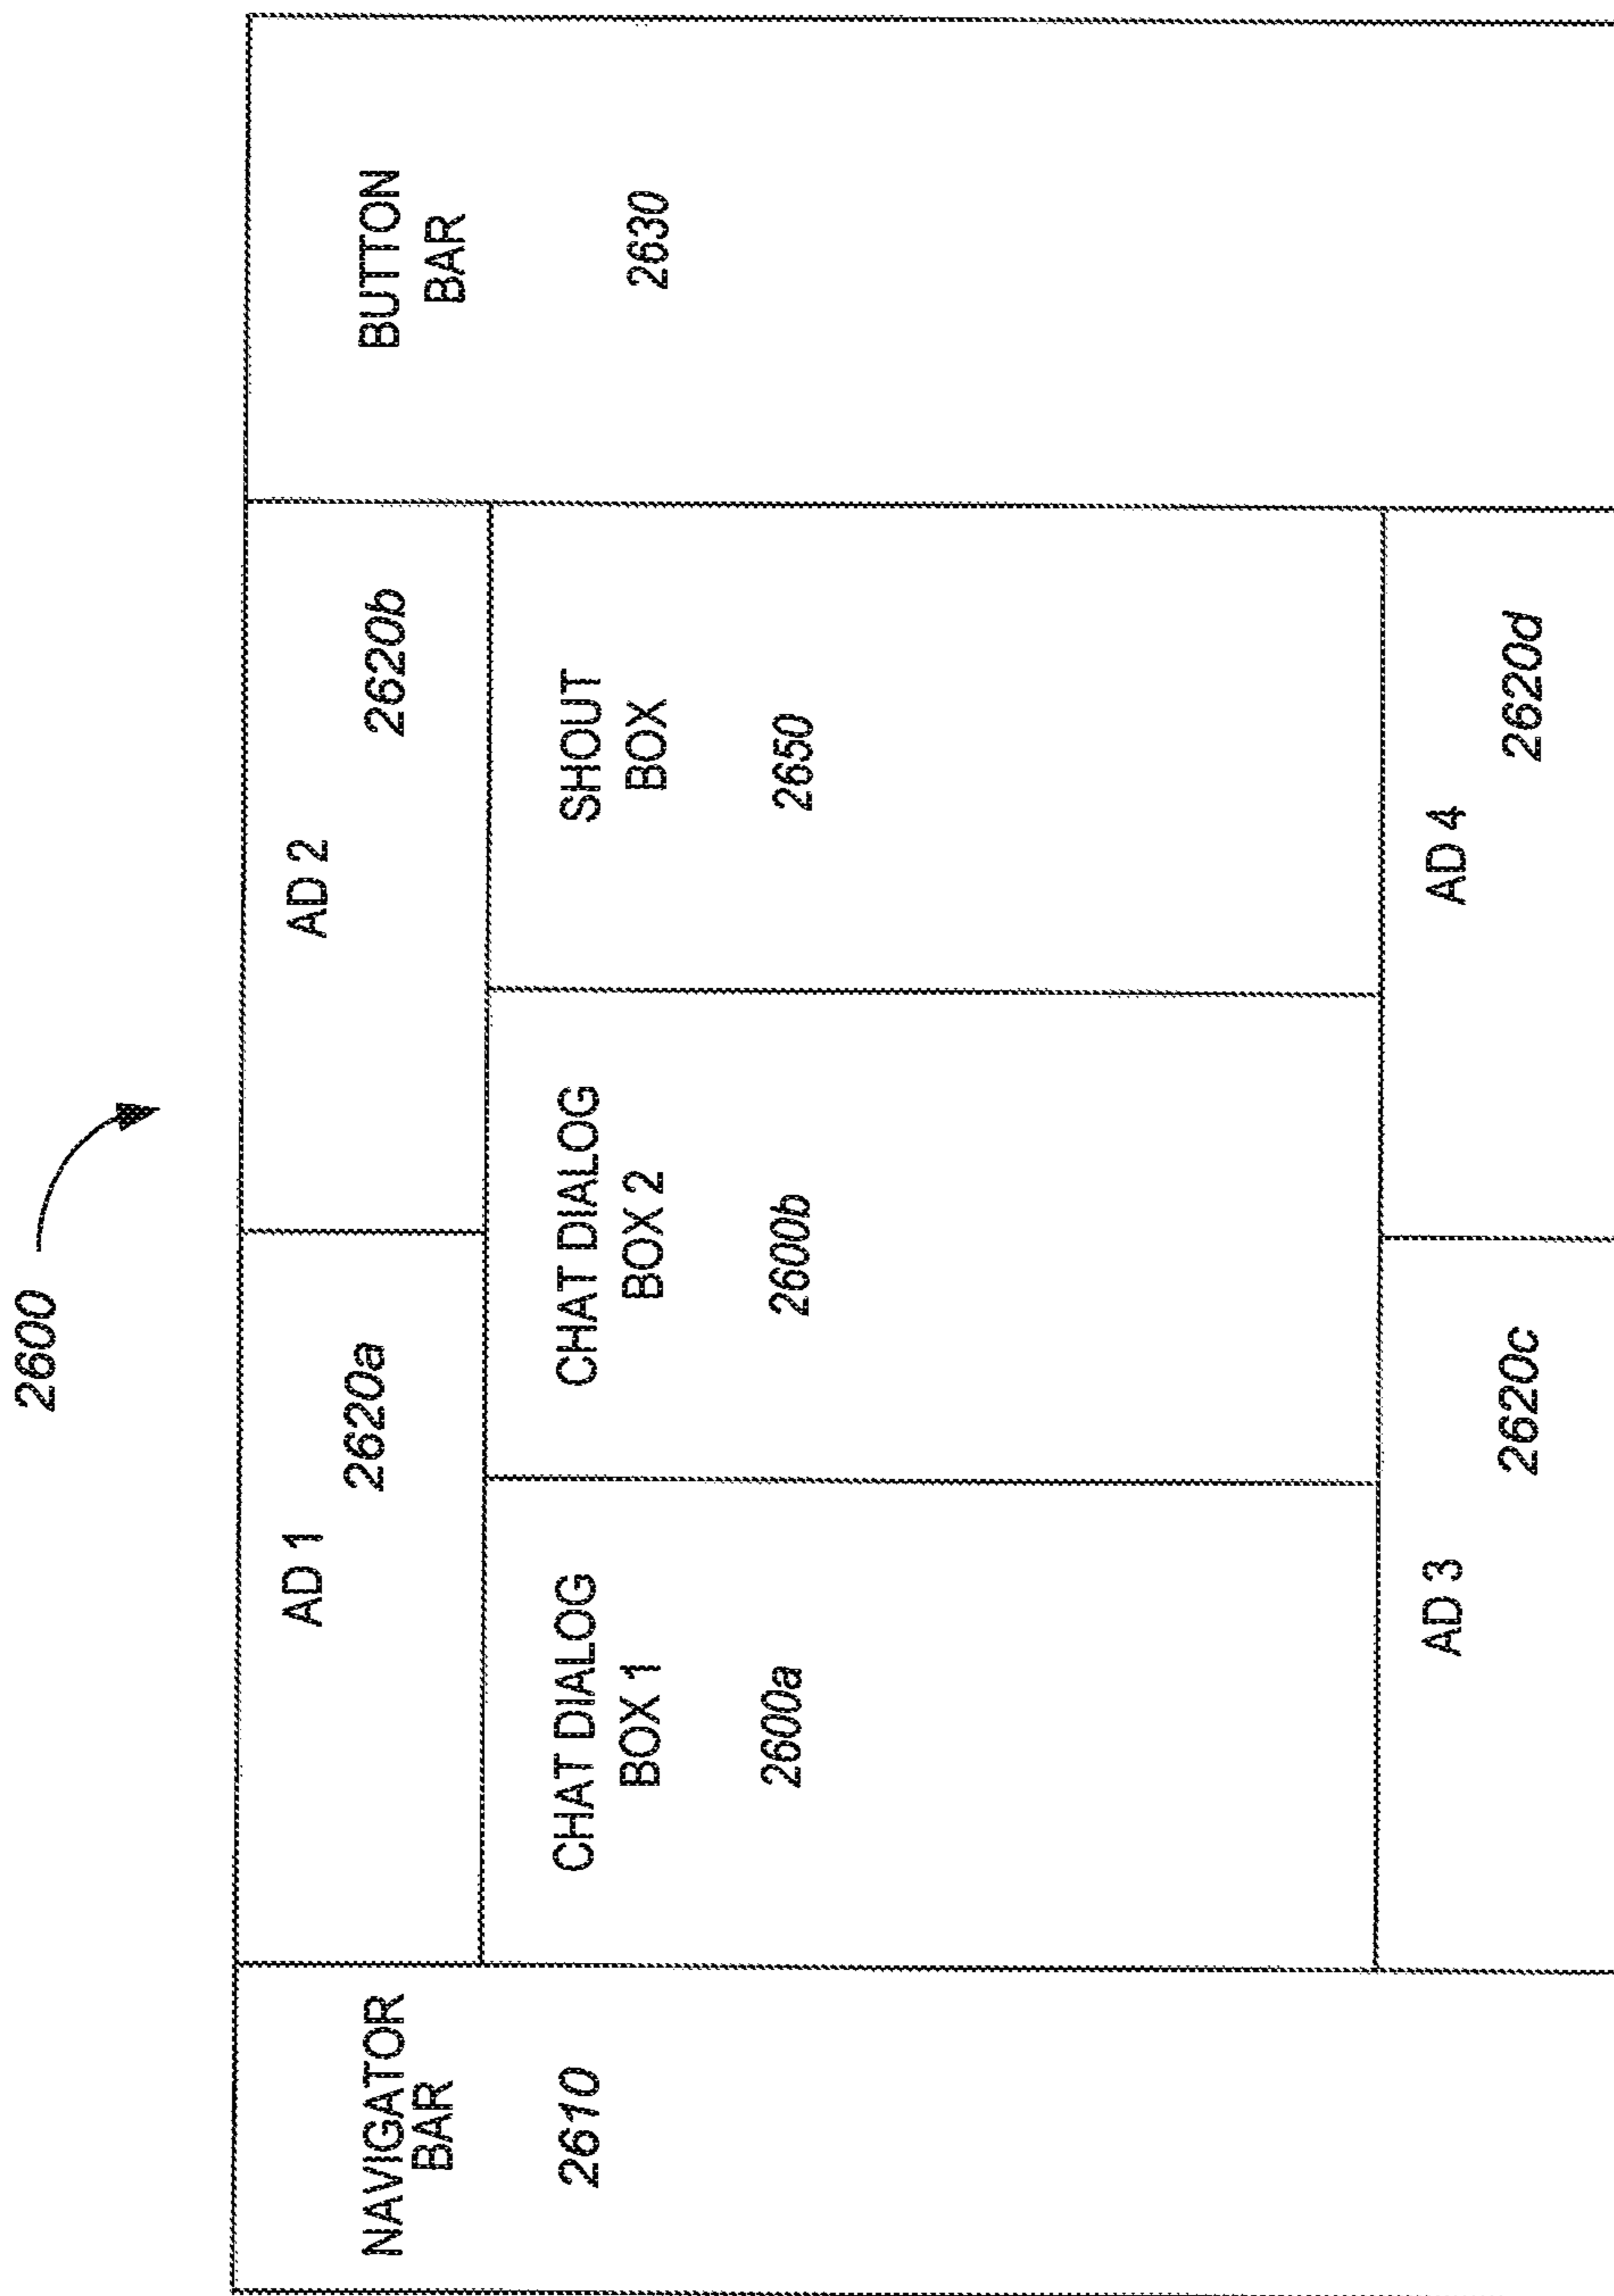 2600
NAVIGATOR
BAR
2610
AD 1
2620a
AD 2
2620b
CHAT DIALOG
BOX 1
2600a
CHAT DIALOG
BOX 2
2600b
SHOUT
BOX
2650
AD 3
2620c
AD 4
2620d
BUTTON
BAR
2630